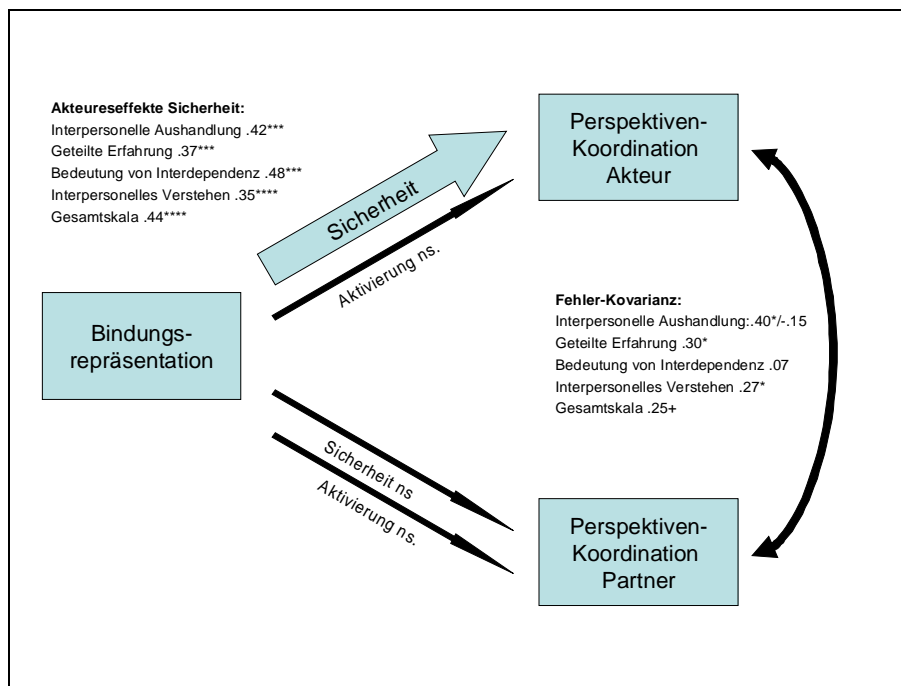 Akteureseffekte Sicherheit:
Interpersonelle Aushandlung .42***
Geteilte Erfahrung .37***
Bedeutung von Interdependenz .48***
Interpersonelles Verstehen .35****
Gesamtskala .44****
Perspektiven-
Koordination
Akteur
Sicherheit
Aktivierung ns.
Bindungs-
repräsentation
Fehler-Kovarianz:
Interpersonelle Aushandlung:.40*/-.15
Geteilte Erfahrung .30*
Bedeutung von Interdependenz .07
Interpersonelles Verstehen .27*
Gesamtskala .25+
Sicherheit ns
Aktivierung ns.
Perspektiven-
Koordination
Partner